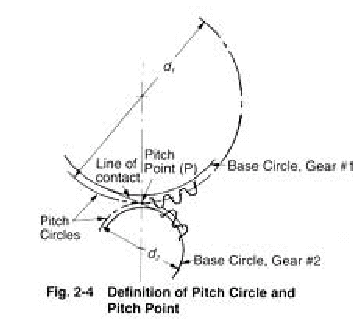 d₁
Line of
contact
Pitch
Point (P)
Base Circle, Gear #1
Pitch
Circles
d₂
Base Circle, Gear #2
Fig. 2-4 Definition of Pitch Circle and
Pitch Point